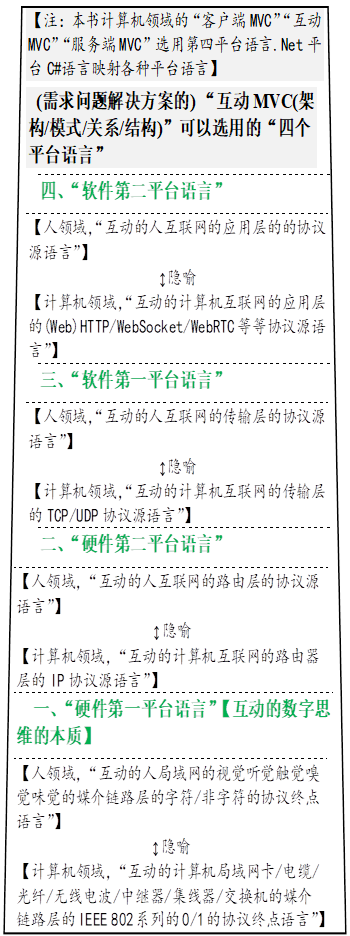 【注：本书计算机领域的“客户端MVC”“互动
MVC”“服务端MVC”选用第四平台语言.Net平
台C#语言映射各种平台语言】
(需求问题解决方案的)“互动MVC(架
构/模式/关系/结构)”可以选用的“四个
平台语言”
四、“软件第二平台语言”
【人领域,“互动的人互联网的应用层的的协议
源语言”】
↕隐喻
【计算机领域,“互动的计算机互联网的应用层
的(Web)HTTP/WebSocket/WebRTC等等协议源语
言”】
三、“软件第一平台语言”
【人领域,“互动的人互联网的传输层的协议源
语言”】
↕隐喻
【计算机领域,“互动的计算机互联网的传输层
的TCP/UDP协议源语言”】
二、“硬件第二平台语言”
【人领域,“互动的人互联网的路由层的协议源
语言”】
↕隐喻
【计算机领域,“互动的计算机互联网的路由器
层的IP协议源语言”】
一、“硬件第一平台语言”【互动的数字思
维的本质】
【人领域,“互动的人局域网的视觉听觉触觉嗅
觉味觉的媒介链路层的字符/非字符的协议终点
语言”】
↕隐喻
【计算机领域,“互动的计算机局域网卡/电缆/
光纤/无线电波/中继器/集线器/交换机的媒介
链路层的IEEE802系列的0/1的协议终点语言”】